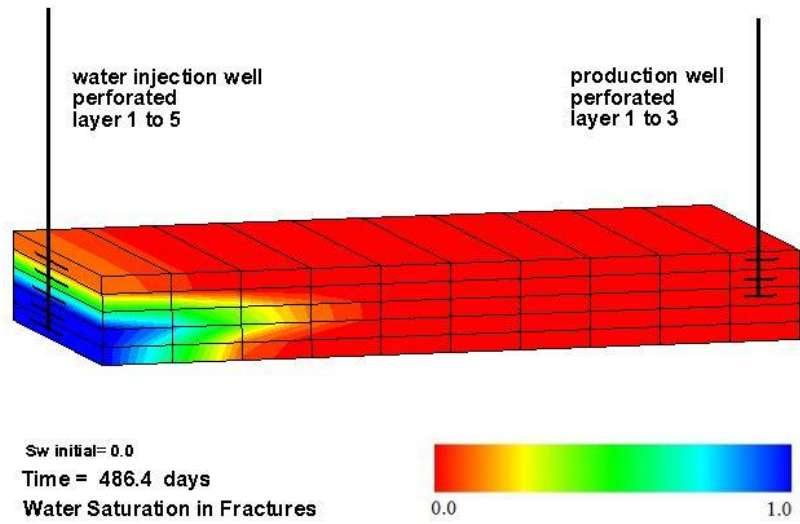 water injection well
perforated
layer 1 to 5
production well
perforated
layer 1 to 3
Sw initial= 0.0
Time = 486.4 days
Water Saturation in Fractures
0.0
1.0